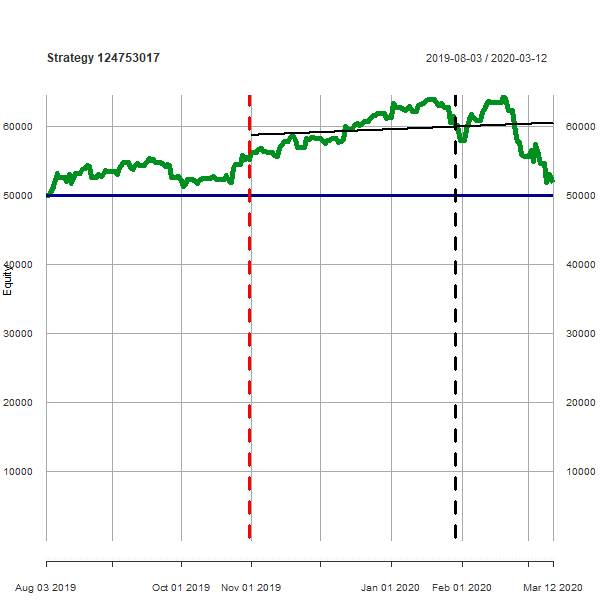 Strategy 124753017
2019-08-03 / 2020-03-12
60000
60000
50000
50000
40000
40000
Equity
30000
30000
20000
20000
10000
10000
Aug 03 2019
Oct 01 2019
Nov 01 2019
Jan 01 2020
Feb 01 2020
Mar 12 2020